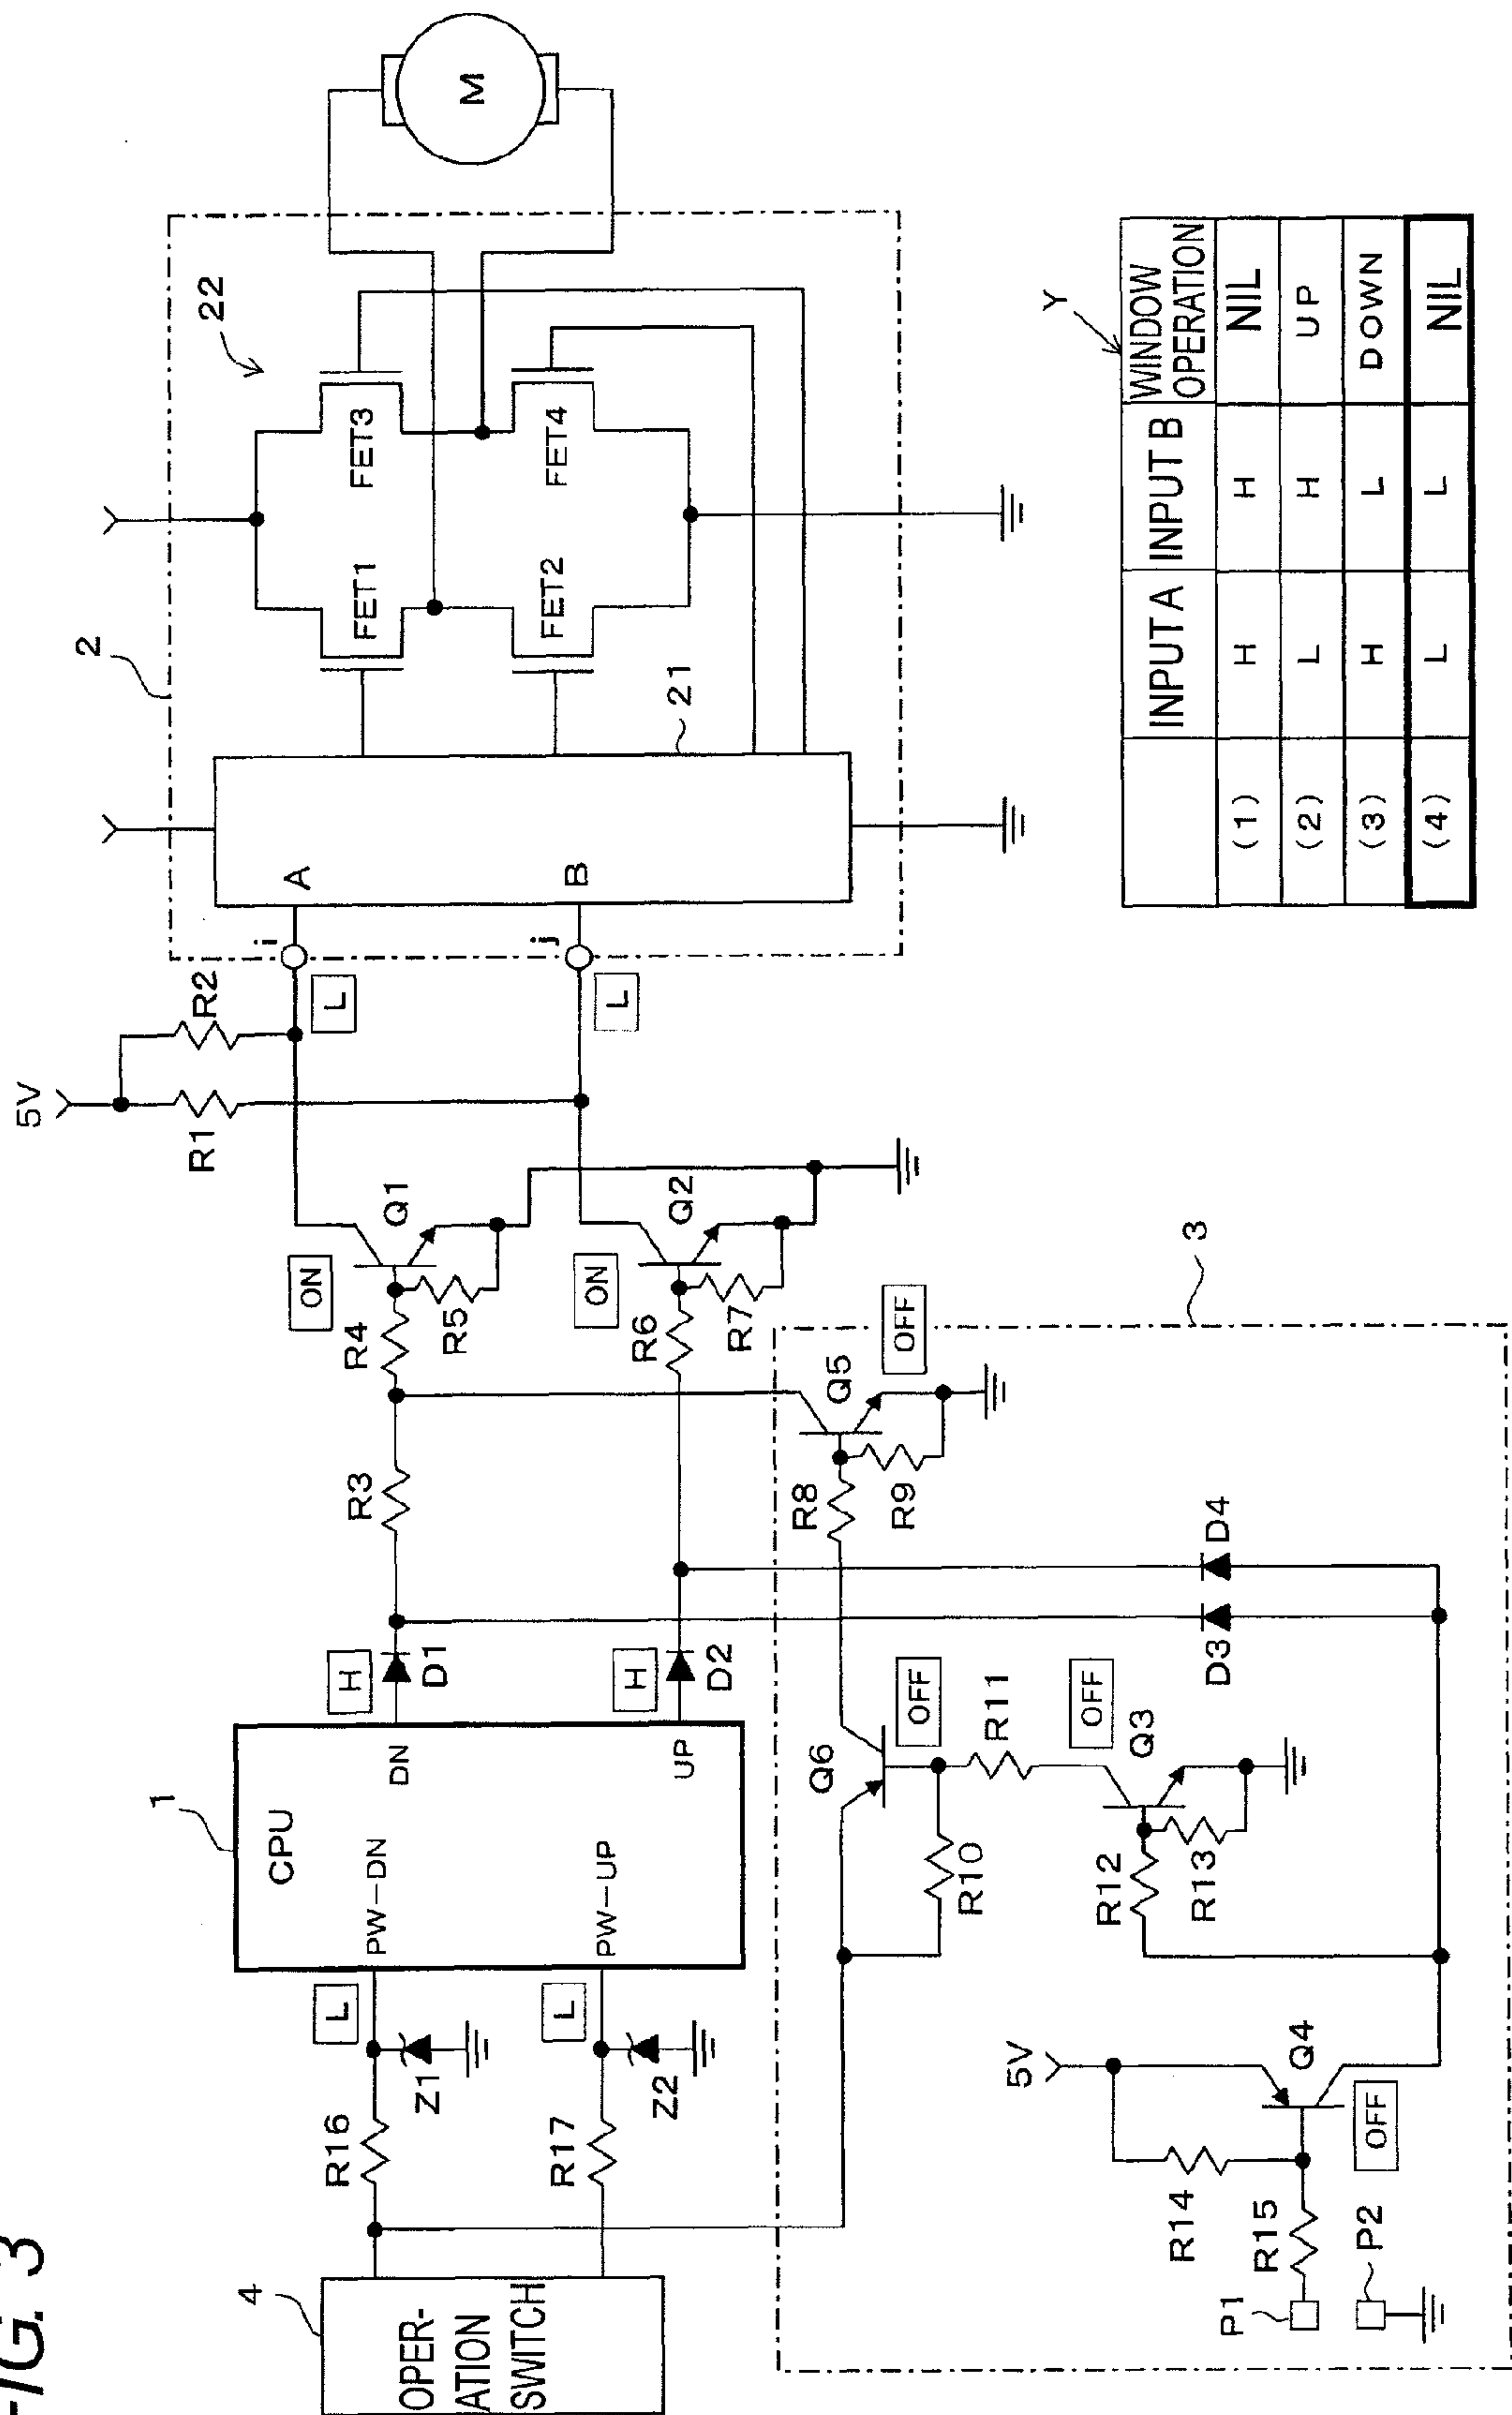 FIG. 3
4
OPER-
ATION
SWITCH
R16
R17
Z1
Z2
L
L
1
CPU
PW-DN
PW-UP
DN
UP
H
H
D1
D2
R3
R4
R5
ON
Q1
R6
R7
ON
Q2
5V
R1
R2
L
L
i
j
2
A
B
21
22
FET1
FET2
FET3
FET4
M
3
P1
P2
R15
R14
5V
Q4
OFF
R12
R13
Q3
OFF
R10
R11
Q6
OFF
D3
D4
R8
R9
Q5
OFF
Y
INPUT A INPUT B WINDOW OPERATION
(1) H H NIL
(2) L H UP
(3) H L DOWN
(4) L L NIL